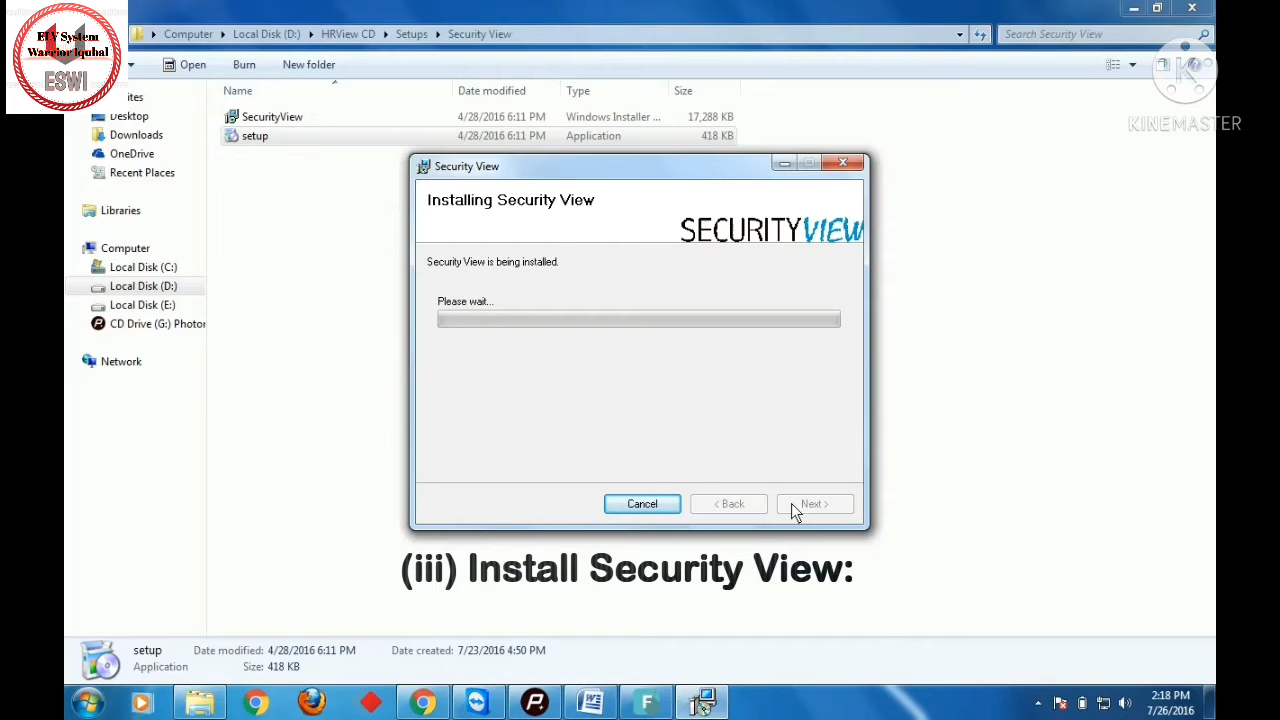 ELV System
Warrior Iqubal
ESWI
Computer
Local Disk (D:)
HRView CD
Setups
Security View
Search Security View
KINEMASTER
Open
Burn
New folder
Name
Date modified
Type
Size
SecurityView
4/28/2016 6:11 PM
Windows Installer ...
17,288 KB
setup
4/28/2016 6:11 PM
Application
418 KB
Desktop
Downloads
OneDrive
Recent Places
Libraries
Computer
Local Disk (C:)
Local Disk (D:)
Local Disk (E:)
CD Drive (G:) Photor
Network
Security View
Installing Security View
SECURITYVIEW
Security View is being installed.
Please wait...
Cancel
< Back
Next >
(iii) Install Security View:
setup
Date modified: 4/28/2016 6:11 PM
Date created: 7/23/2016 4:50 PM
Application
Size: 418 KB
2:18 PM
7/26/2016